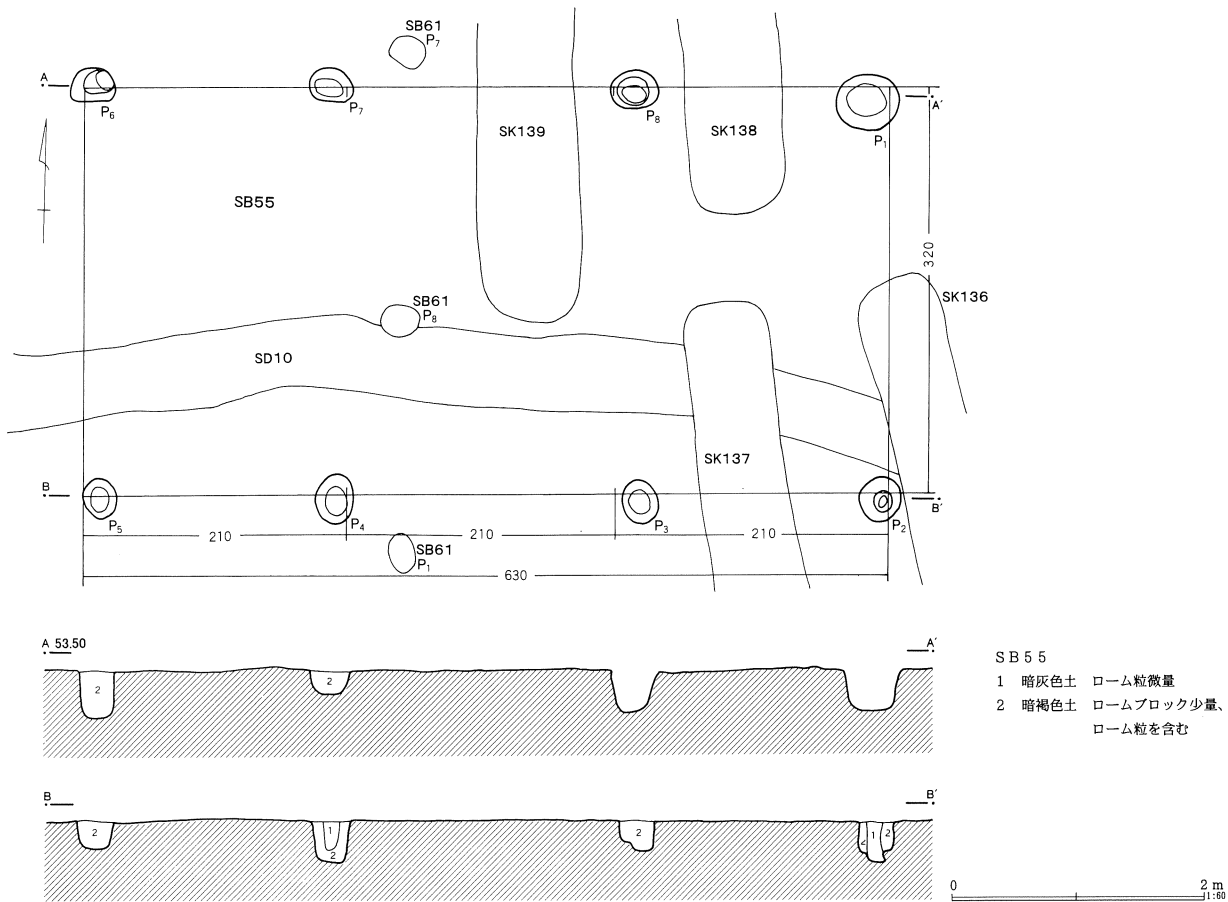 SB61
P₇
A
A′
P₆
P₇
P₈
P₁
SK139
SK138
SB55
320
SK136
SB61
P₈
SD10
SK137
B
B′
P₅
P₄
P₃
P₂
210
210
210
SB61
P₁
630
A 53.50
A′
2
2
B
B′
2
1
2
2
2
1
2
SB55
1 暗灰色土 ローム粒微量
2 暗褐色土 ロームブロック少量、
ローム粒を含む
0
2 m
1:60